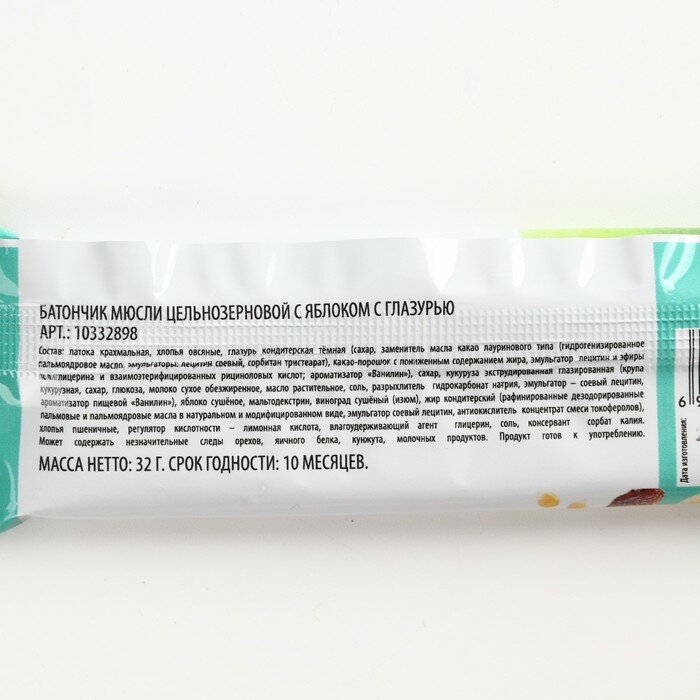 БАТОНЧИК МЮСЛИ ЦЕЛЬНОЗЕРНОВОЙ С ЯБЛОКОМ С ГЛАЗУРЬЮ
АРТ.: 10332898
Состав: патока крахмальная, хлопья овсяные, глазурь кондитерская тёмная (сахар, заменитель масла какао лауринового типа (гидрогенизированное
пальмоядровое масло, эмульгаторы: лецитин соевый, сорбитан тристеарат), какао-порошок с пониженным содержанием жира, эмульгатор лецитин и эфиры
полиглицерина и взаимоэтерифицированных рициноловых кислот; ароматизатор «Ванилин»), сахар, кукуруза экструдированная глазированная (крупа
кукурузная, сахар, глюкоза, молоко сухое обезжиренное, масло растительное, соль, разрыхлитель гидрокарбонат натрия, эмульгатор – соевый лецитин,
ароматизатор пищевой «Ванилин»), яблоко сушёное, мальтодекстрин, виноград сушёный (изюм), жир кондитерский (рафинированные дезодорированные
пальмовые и пальмоядровые масла в натуральном и модифицированном виде, эмульгатор соевый лецитин, антиокислитель концентрат смеси токоферолов),
хлопья пшеничные, регулятор кислотности – лимонная кислота, влагоудерживающий агент глицерин, соль, консервант сорбат калия.
Может содержать незначительные следы орехов, яичного белка, кунжута, молочных продуктов. Продукт готов к употреблению.
МАССА НЕТТО: 32 Г. СРОК ГОДНОСТИ: 10 МЕСЯЦЕВ.
Дата изготовления:
6